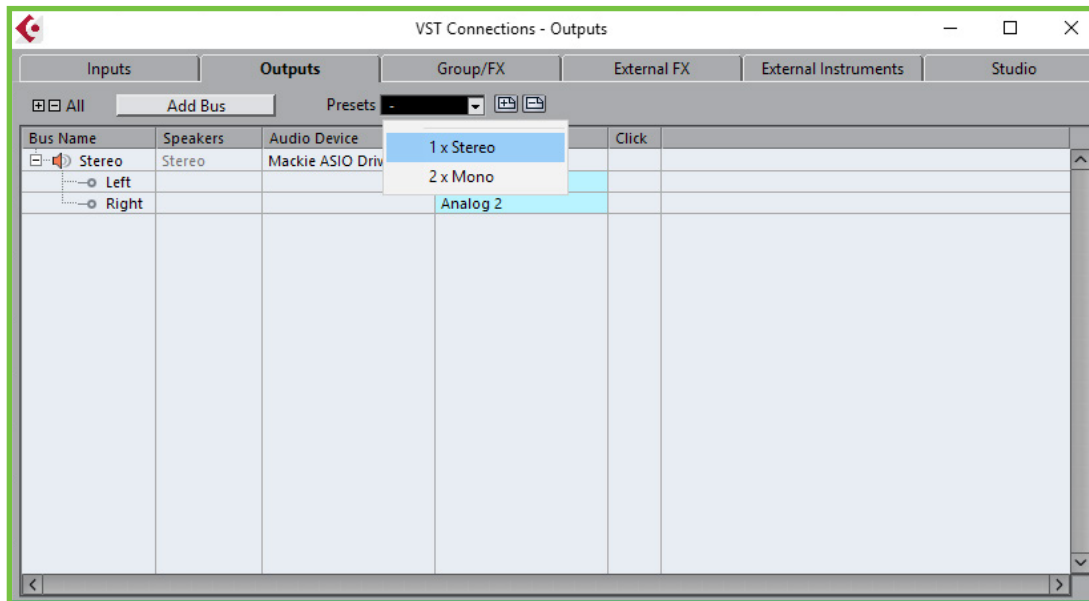 VST Connections - Outputs
Inputs Outputs Group/FX External FX External Instruments Studio
All Add Bus Presets -
Bus Name Speakers Audio Device Click
1 x Stereo
Stereo Stereo Mackie ASIO Driv
2 x Mono
Left
Right Analog 2